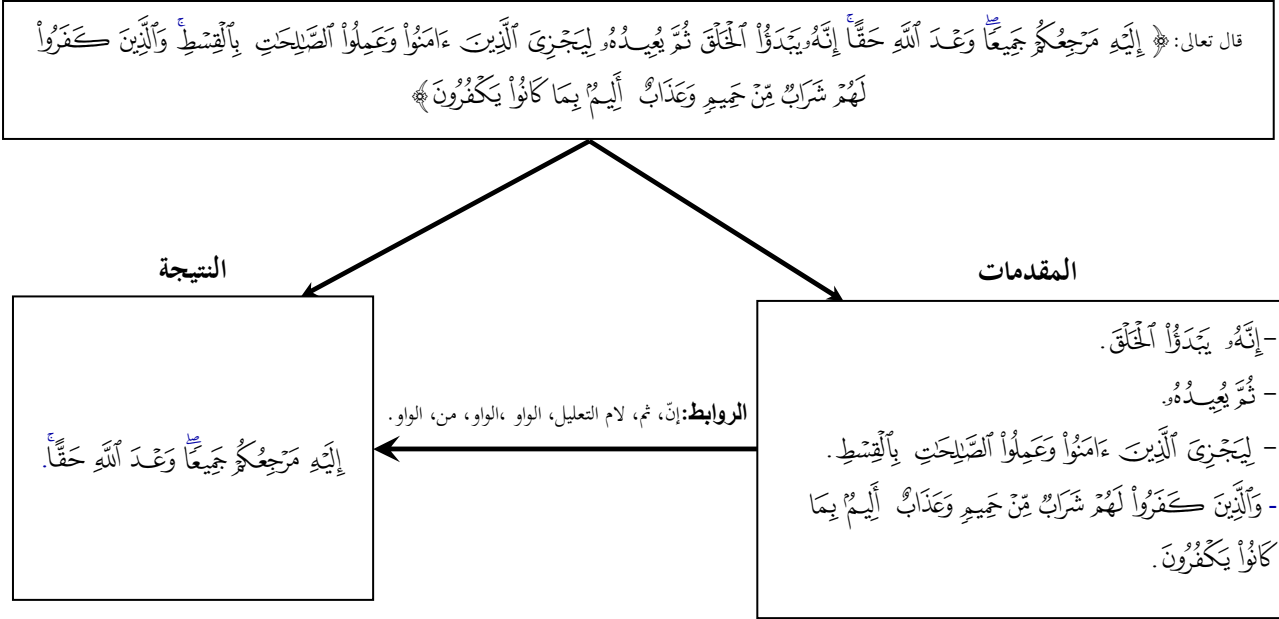 قال تعالى: ﴿ إِلَيْهِ مَرْجِعُكُمْ جَمِيعًاۖ وَعْدَ ٱللَّهِ حَقًّاۚ إِنَّهُۥ يَبْدَؤُا۟ ٱلْخَلْقَ ثُمَّ يُعِيدُهُۥ لِيَجْزِىَ ٱلَّذِينَ ءَامَنُوا۟ وَعَمِلُوا۟ ٱلصَّـٰلِحَـٰتِ بِٱلْقِسْطِۚ وَٱلَّذِينَ كَفَرُوا۟
لَهُمْ شَرَابٌ مِّنْ حَمِيمٍ وَعَذَابٌ أَلِيمٌۢ بِمَا كَانُوا۟ يَكْفُرُونَ ﴾
المقدمات
النتيجة
–إِنَّهُۥ يَبْدَؤُا۟ ٱلْخَلْقَ.
– ثُمَّ يُعِيدُهُۥ.
– لِيَجْزِىَ ٱلَّذِينَ ءَامَنُوا۟ وَعَمِلُوا۟ ٱلصَّـٰلِحَـٰتِ بِٱلْقِسْطِ.
- وَٱلَّذِينَ كَفَرُوا۟ لَهُمْ شَرَابٌ مِّنْ حَمِيمٍ وَعَذَابٌ أَلِيمٌۢ بِمَا
كَانُوا۟ يَكْفُرُونَ.
الروابط:إنّ، ثم، لام التعليل، الواو ،الواو، من، الواو.
إِلَيْهِ مَرْجِعُكُمْ جَمِيعًاۖ وَعْدَ ٱللَّهِ حَقًّاۚ.